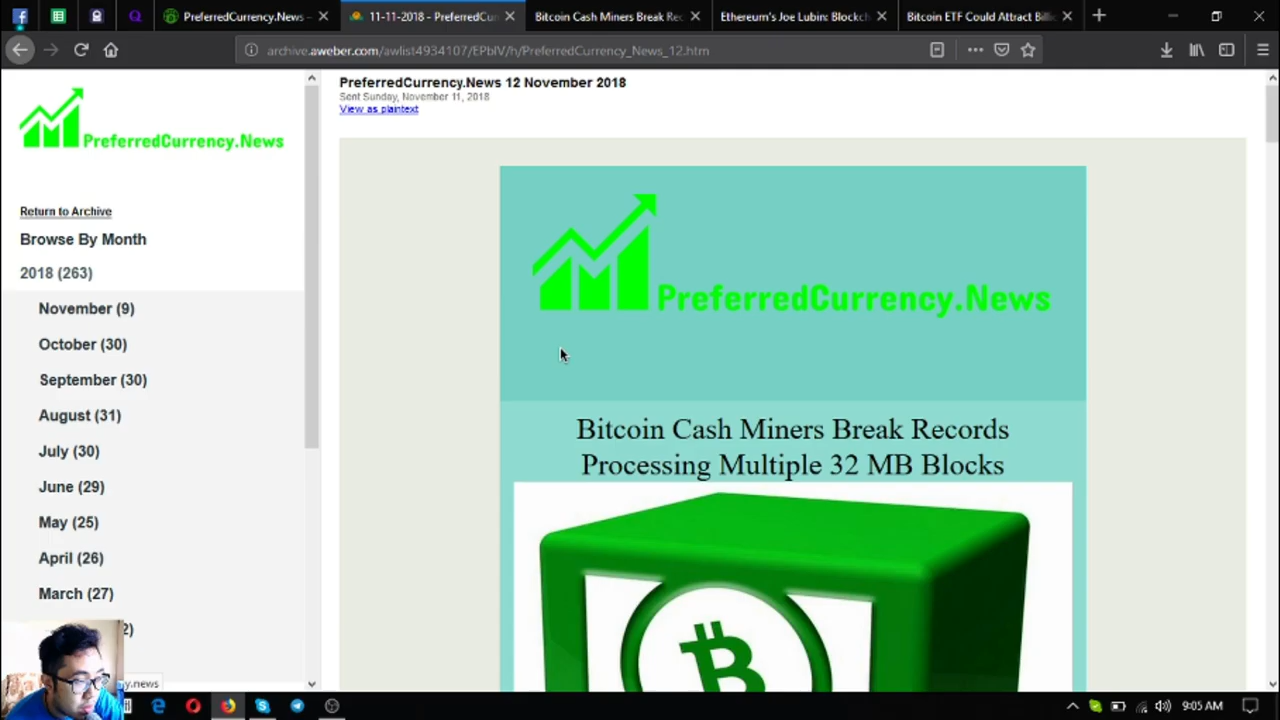 PreferredCurrency.News –
11-11-2018 - PreferredCur
Bitcoin Cash Miners Break Rec
Ethereum's Joe Lubin: Blockch
Bitcoin ETF Could Attract Billi
archive.aweber.com/awlist4934107/EPbIV/h/PreferredCurrency_News_12.htm
PreferredCurrency.News
Return to Archive
Browse By Month
2018 (263)
November (9)
October (30)
September (30)
August (31)
July (30)
June (29)
May (25)
April (26)
March (27)
2)
PreferredCurrency.News 12 November 2018
Sent Sunday, November 11, 2018
View as plaintext
PreferredCurrency.News
Bitcoin Cash Miners Break Records
Processing Multiple 32 MB Blocks
y.news
9:05 AM